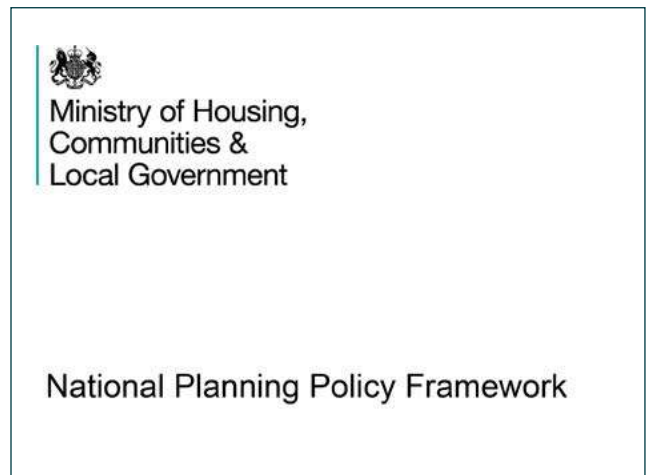 Ministry of Housing,
Communities &
Local Government
National Planning Policy Framework